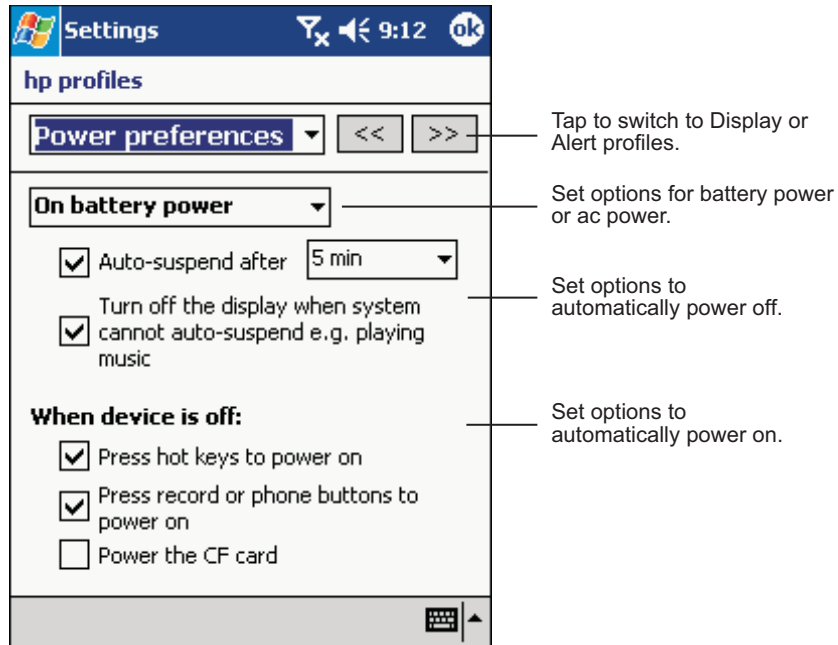 Settings 9:12 ok
hp profiles
Power preferences << >>
Tap to switch to Display or
Alert profiles.
On battery power
Set options for battery power
or ac power.
Auto-suspend after 5 min
Turn off the display when system
cannot auto-suspend e.g. playing
music
Set options to
automatically power off.
When device is off:
Set options to
automatically power on.
Press hot keys to power on
Press record or phone buttons to
power on
Power the CF card